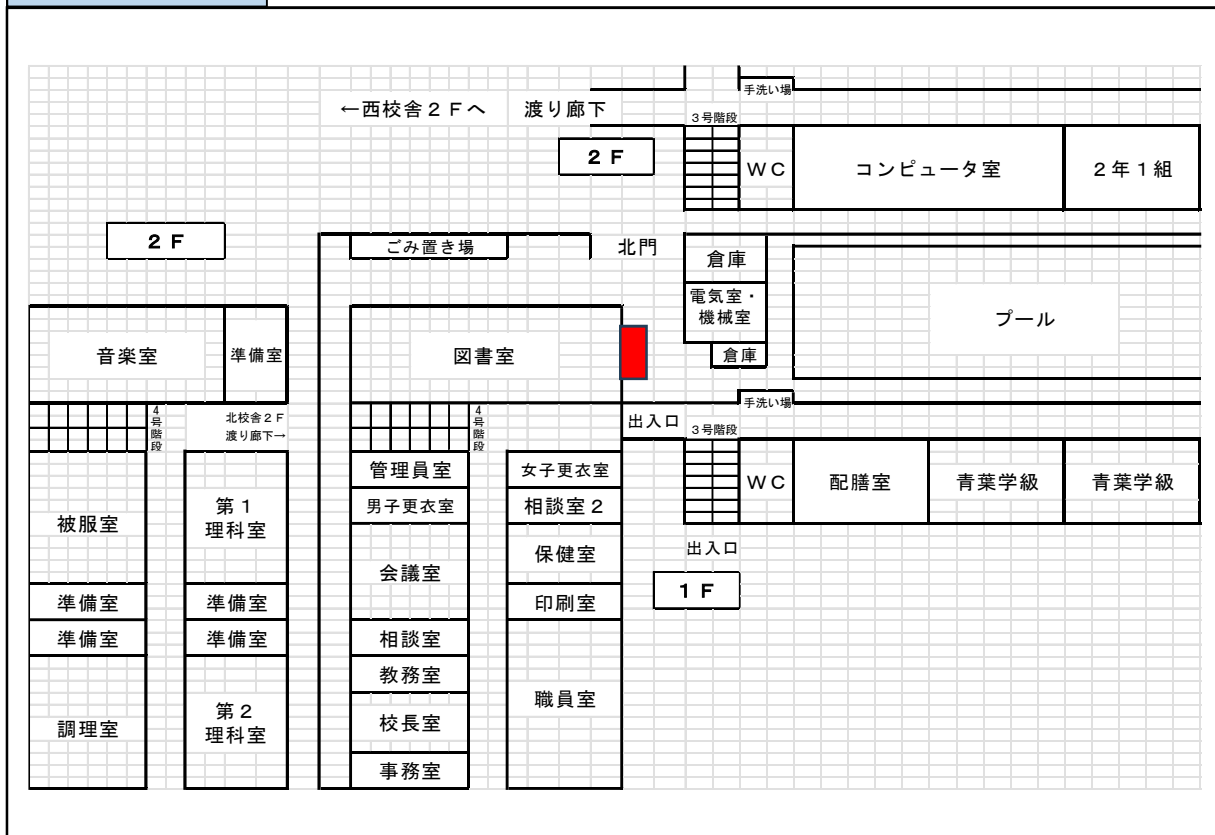 手洗い場
←西校舎２Ｆへ　渡り廊下
３号階段
２Ｆ
ＷＣ
コンピュータ室
２年１組
２Ｆ
ごみ置き場
北門
倉庫
電気室・
機械室
プール
音楽室
準備室
図書室
倉庫
手洗い場
4号階段
北校舎２Ｆ
渡り廊下→
4号階段
出入口
３号階段
管理員室
女子更衣室
ＷＣ
配膳室
青葉学級
青葉学級
被服室
第１
理科室
男子更衣室
相談室２
会議室
保健室
出入口
１Ｆ
準備室
準備室
印刷室
準備室
準備室
相談室
教務室
調理室
第２
理科室
校長室
職員室
事務室